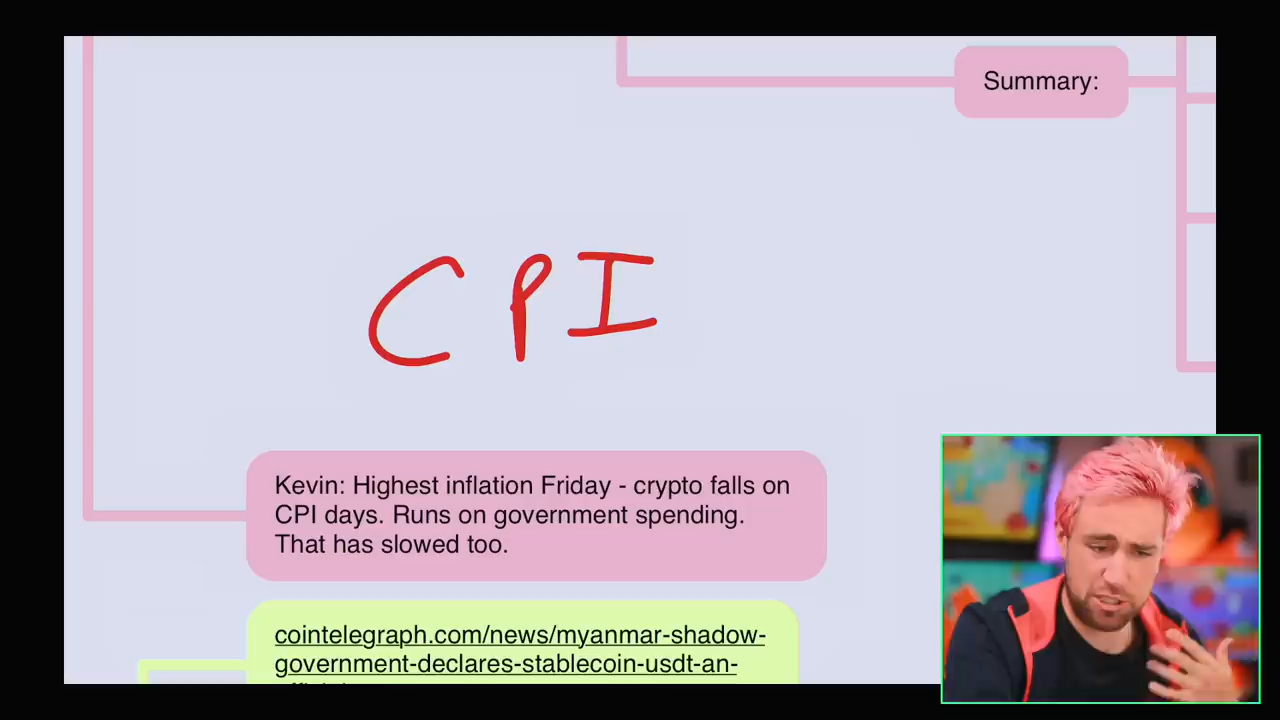 Summary:
CPI
Kevin: Highest inflation Friday - crypto falls on
CPI days. Runs on government spending.
That has slowed too.
cointelegraph.com/news/myanmar-shadow-
government-declares-stablecoin-usdt-an-